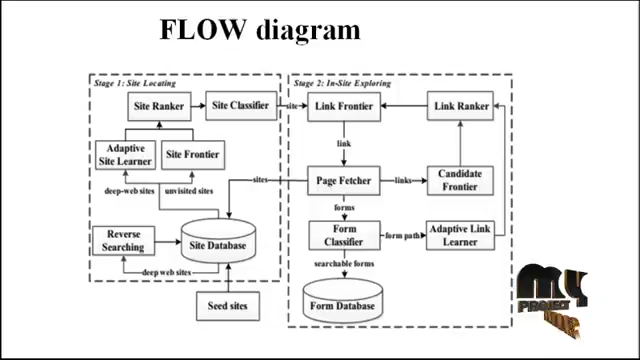 FLOW diagram
Stage 1: Site Locating
Stage 2: In-Site Exploring
Site Ranker
Site Classifier
site
Link Frontier
Link Ranker
link
Adaptive
Site Learner
Site Frontier
deep-web sites
unvisited sites
sites
Page Fetcher
links
Candidate
Frontier
forms
Reverse
Searching
Site Database
Form
Classifier
form path
Adaptive Link
Learner
deep web sites
searchable forms
Seed sites
Form Database
MY
PROJECT